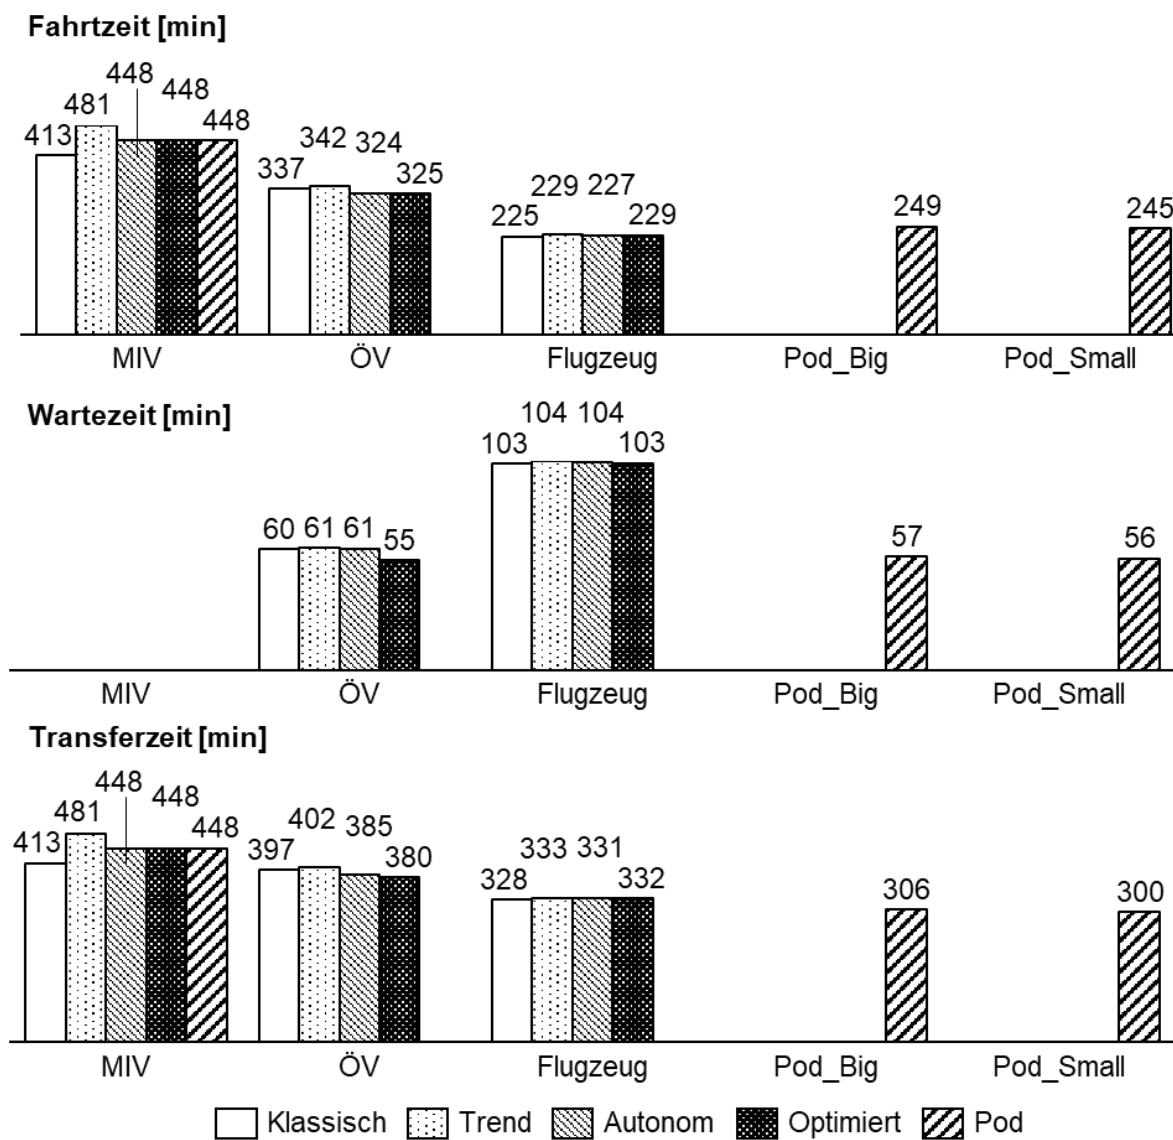 Fahrtzeit [min]
413 481 448 448 448 337 342 324 325 225 229 227 229 249 245
MIV ÖV Flugzeug Pod_Big Pod_Small
Wartezeit [min]
60 61 61 55 103 104 104 103 57 56
MIV ÖV Flugzeug Pod_Big Pod_Small
Transferzeit [min]
413 481 448 448 448 397 402 385 380 328 333 331 332 306 300
MIV ÖV Flugzeug Pod_Big Pod_Small
Klassisch Trend Autonom Optimiert Pod